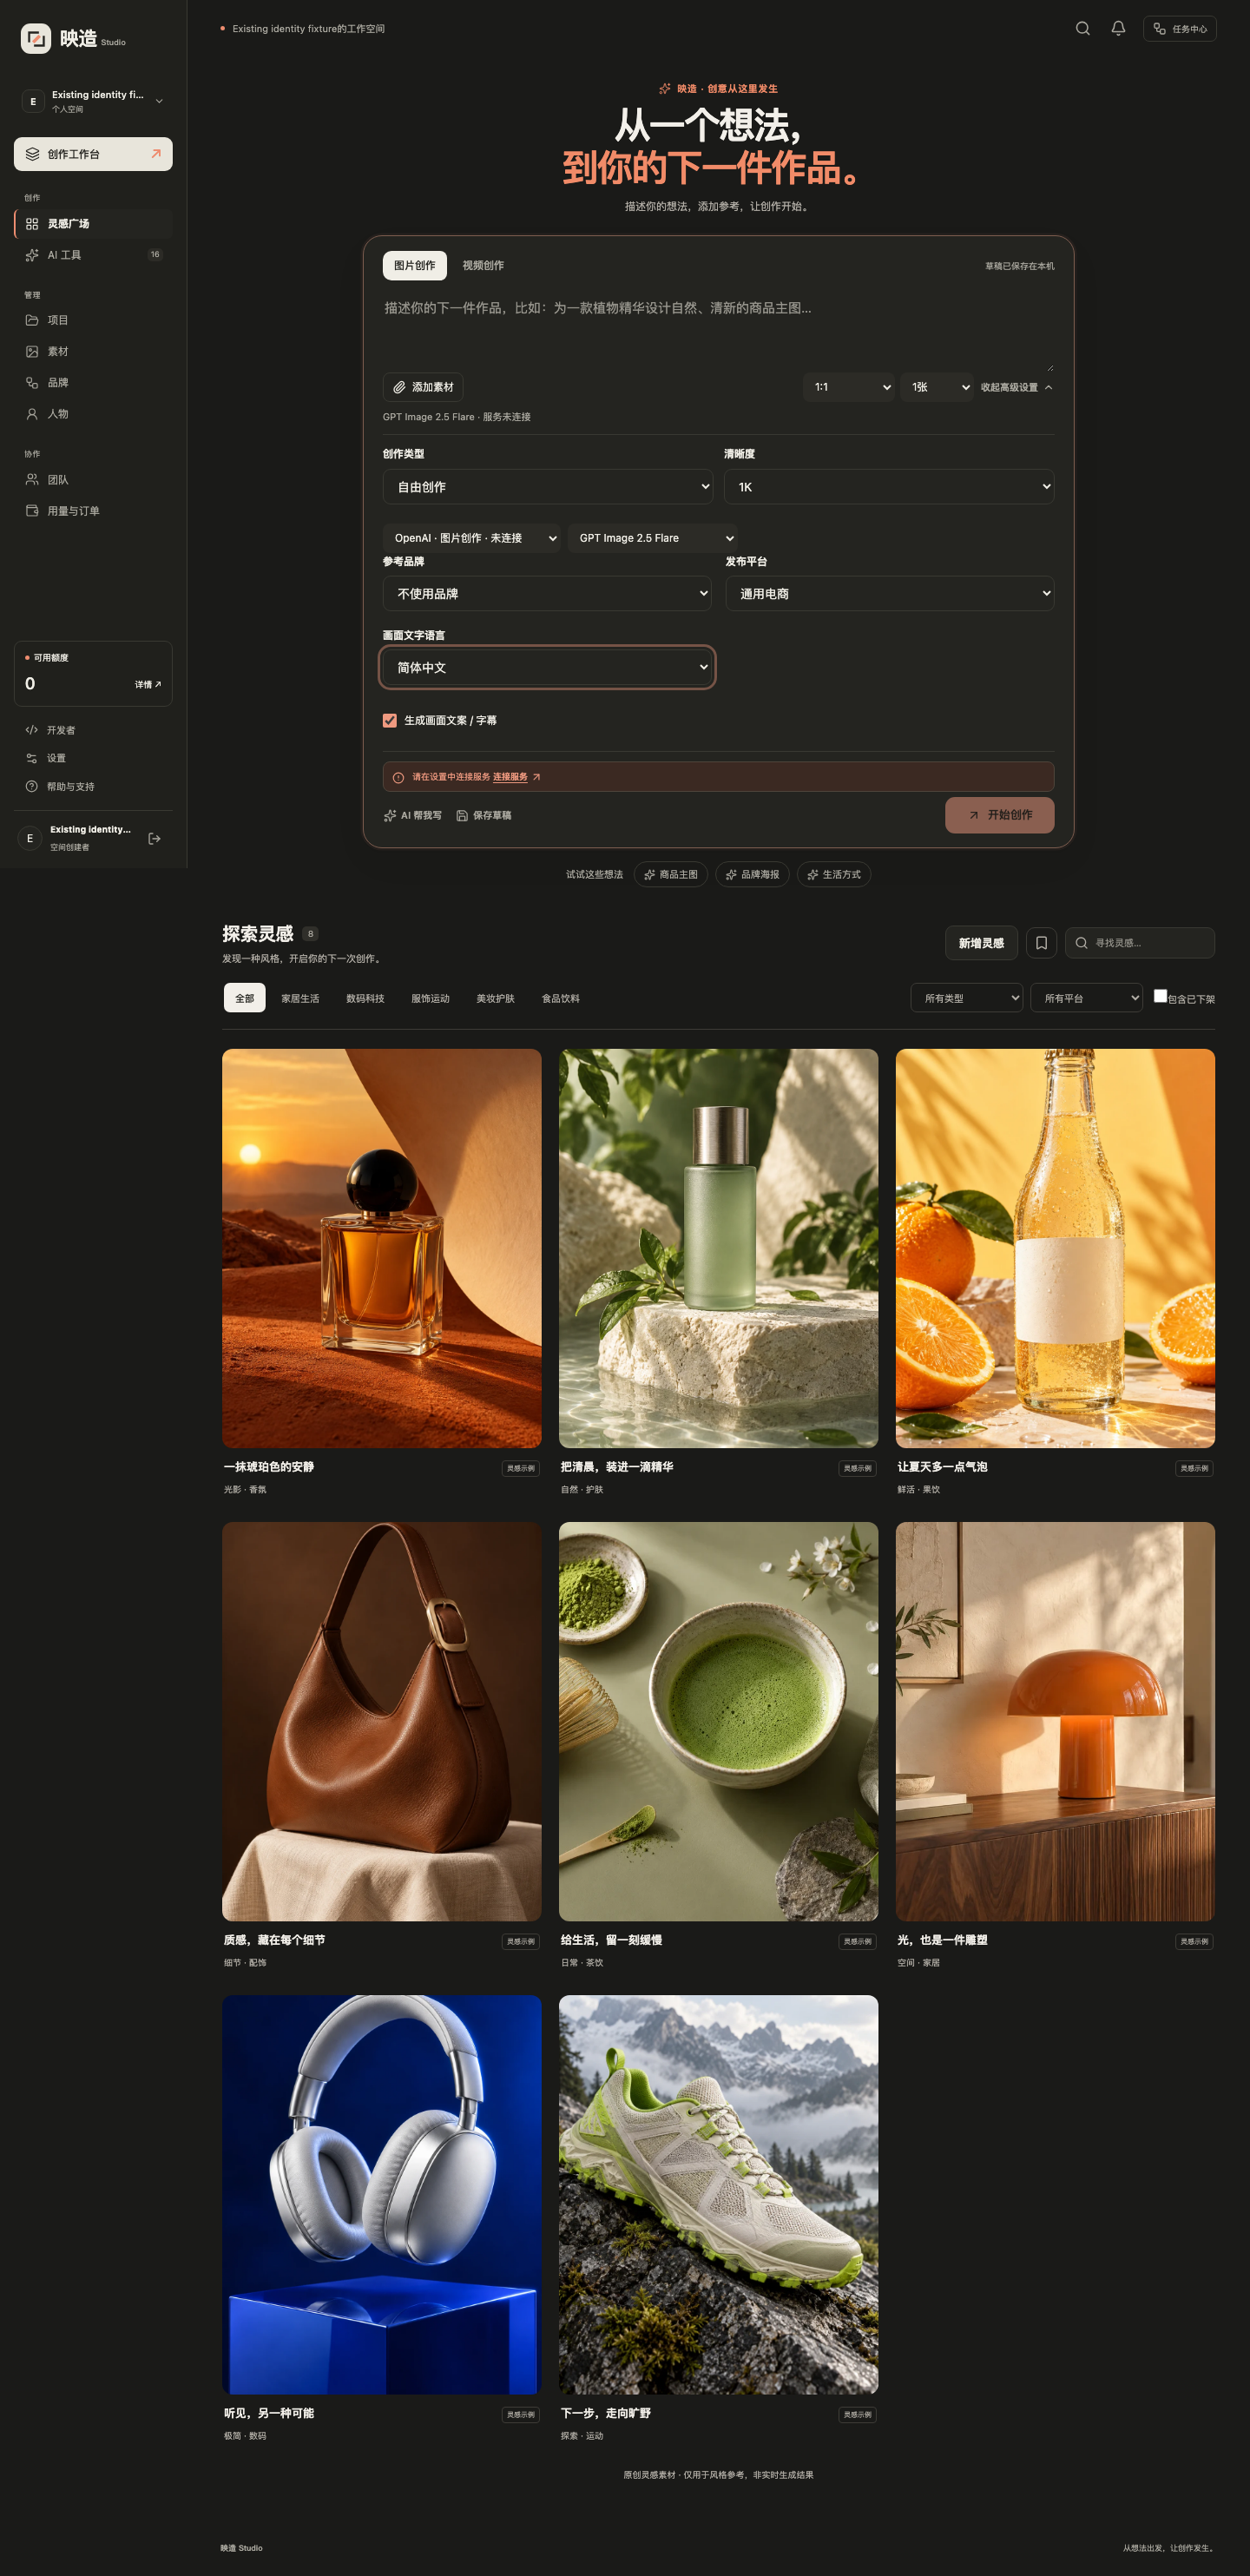 映造 Studio
E
Existing identity fi...
个人空间
创作工作台
创作
灵感广场
AI 工具
16
管理
项目
素材
品牌
人物
协作
团队
用量与订单
可用额度
0
详情
开发者
设置
帮助与支持
E
Existing identity...
空间创建者
Existing identity fixture的工作空间
任务中心
映造 · 创意从这里发生
从一个想法，
到你的下一件作品。
描述你的想法，添加参考，让创作开始。
图片创作
视频创作
草稿已保存在本机
描述你的下一件作品，比如：为一款植物精华设计自然、清新的商品主图...
添加素材
1:1
1张
收起高级设置
GPT Image 2.5 Flare · 服务未连接
创作类型
清晰度
自由创作
1K
OpenAI · 图片创作 · 未连接
GPT Image 2.5 Flare
参考品牌
发布平台
不使用品牌
通用电商
画面文字语言
简体中文
生成画面文案 / 字幕
请在设置中连接服务 连接服务
AI 帮我写
保存草稿
开始创作
试试这些想法
商品主图
品牌海报
生活方式
探索灵感
8
发现一种风格，开启你的下一次创作。
新增灵感
寻找灵感...
全部
家居生活
数码科技
服饰运动
美妆护肤
食品饮料
所有类型
所有平台
包含已下架
一抹琥珀色的安静
灵感示例
光影 · 香氛
把清晨，装进一滴精华
灵感示例
自然 · 护肤
让夏天多一点气泡
灵感示例
鲜活 · 果饮
质感，藏在每个细节
灵感示例
细节 · 配饰
给生活，留一刻缓慢
灵感示例
日常 · 茶饮
光，也是一件雕塑
灵感示例
空间 · 家居
听见，另一种可能
灵感示例
极简 · 数码
下一步，走向旷野
灵感示例
探索 · 运动
原创灵感素材 · 仅用于风格参考，非实时生成结果
映造 Studio
从想法出发，让创作发生。